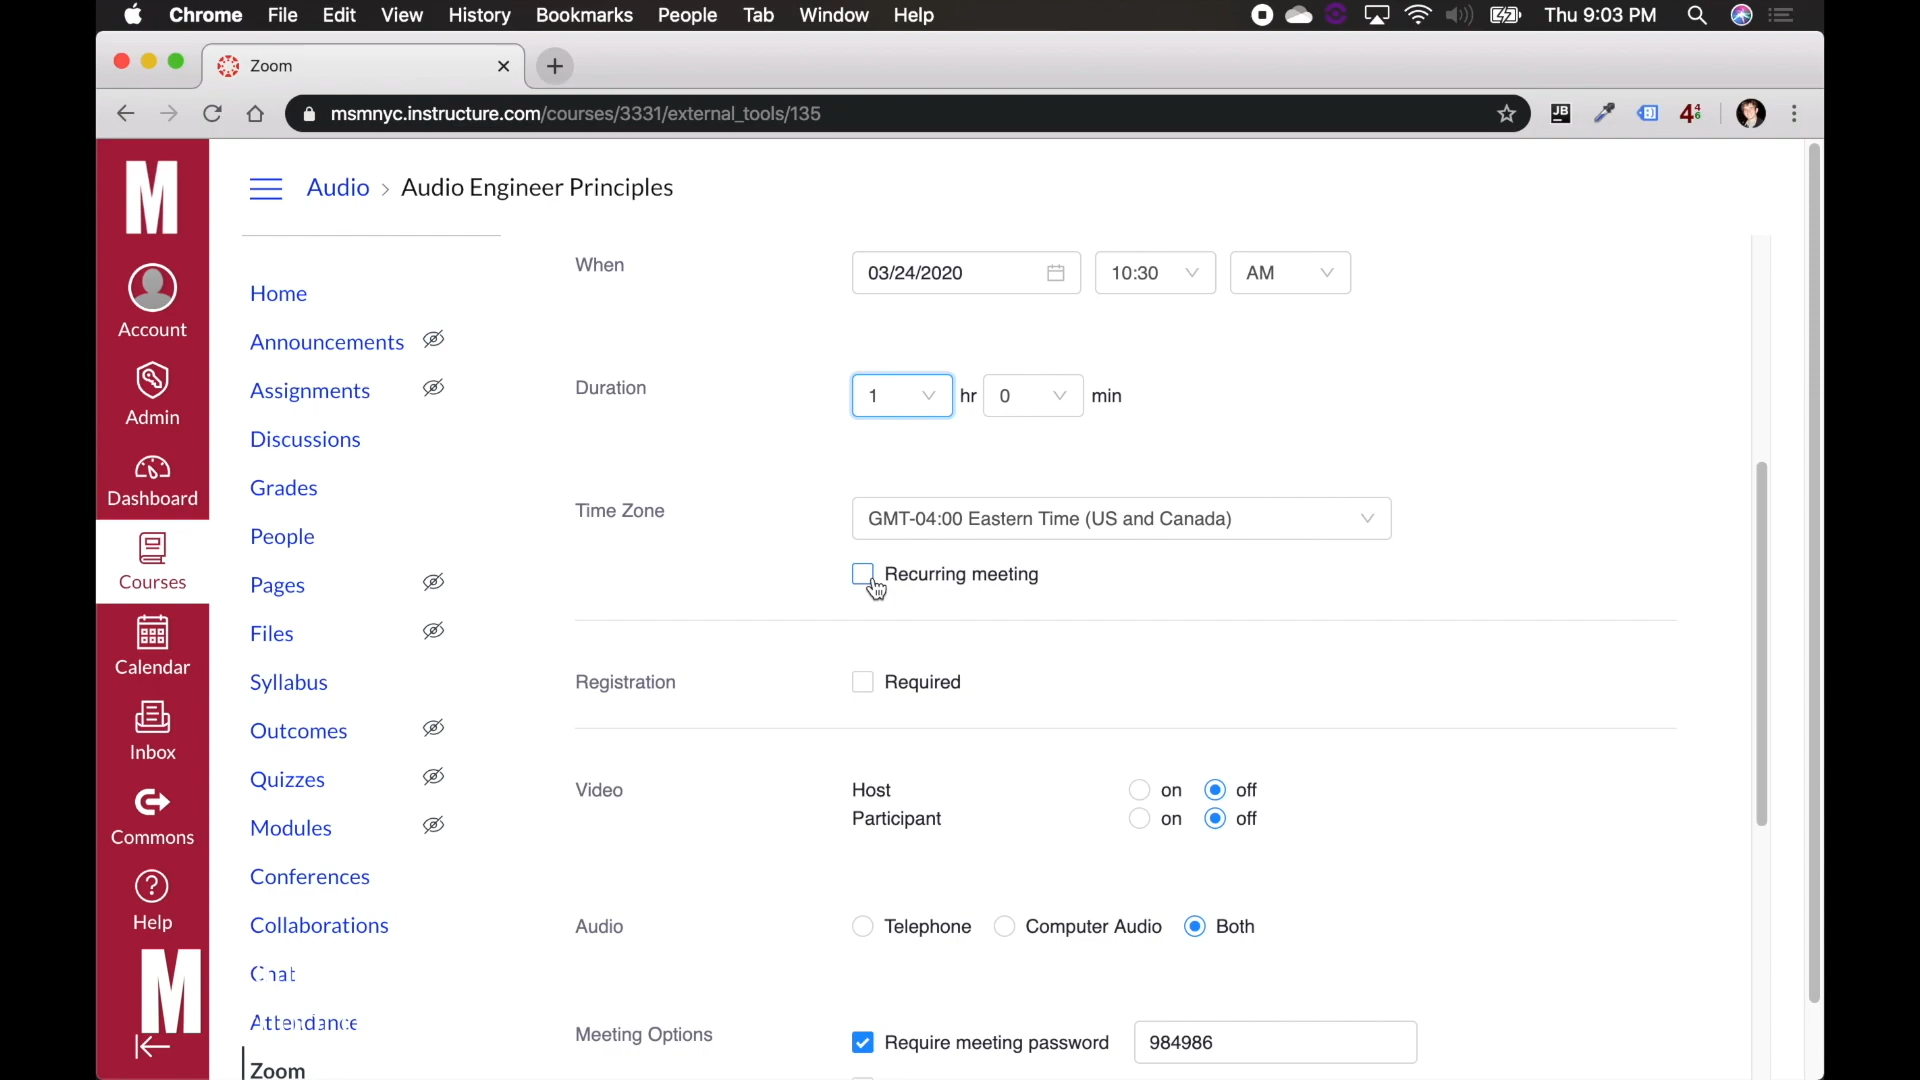 Chrome File Edit View History Bookmarks People Tab Window Help Thu 9:03 PM
Zoom
msmnyc.instructure.com/courses/3331/external_tools/135
JB
M
Audio > Audio Engineer Principles
Account
Admin
Dashboard
Courses
Calendar
Inbox
Commons
Help
M
Home
Announcements
Assignments
Discussions
Grades
People
Pages
Files
Syllabus
Outcomes
Quizzes
Modules
Conferences
Collaborations
Chat
Attendance
Zoom
When 03/24/2020 10:30 AM
Duration 1 hr 0 min
Time Zone GMT-04:00 Eastern Time (US and Canada)
Recurring meeting
Registration Required
Video Host on off
Participant on off
Audio Telephone Computer Audio Both
Meeting Options Require meeting password 984986